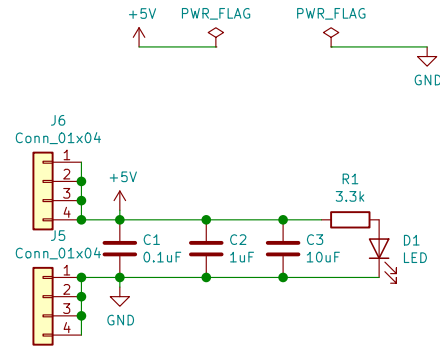 +5V PWR_FLAG PWR_FLAG
GND
J6
Conn_01x04
1
2
3
4
+5V
R1
3.3k
C1
0.1uF
C2
1uF
C3
10uF
D1
LED
J5
Conn_01x04
1
2
3
4
GND